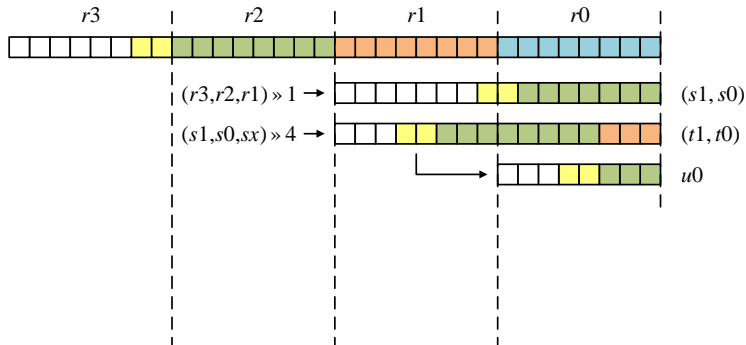 r3 r2 r1 r0
(r3,r2,r1) » 1 (s1, s0)
(s1,s0,sx) » 4 (t1, t0)
u0